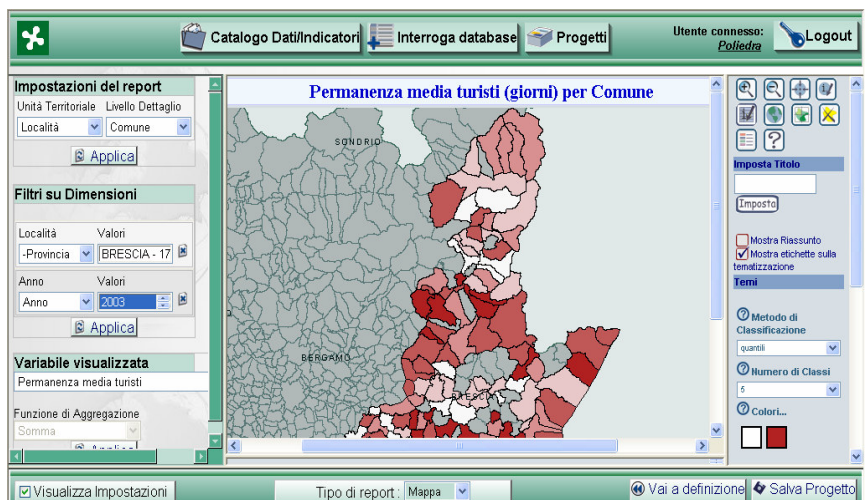 Catalogo Dati/Indicatori
Interroga database
Progetti
Utente connesso:
Poliedra
Logout
Impostazioni del report
Unità Territoriale Livello Dettaglio
Località Comune
Applica
Filtri su Dimensioni
Località Valori
-Provincia BRESCIA - 17
Anno Valori
Anno 2003
Applica
Variabile visualizzata
Permanenza media turisti
Funzione di Aggregazione
Somma
Applica
Permanenza media turisti (giorni) per Comune
SONDRIO
BERGAMO
BRESCIA
Imposta Titolo
Imposta
Mostra Riassunto
Mostra etichette sulla
tematizzazione
Temi
Metodo di
Classificazione
quantili
Numero di Classi
5
Colori...
Visualizza Impostazioni
Tipo di report : Mappa
Vai a definizione
Salva Progetto